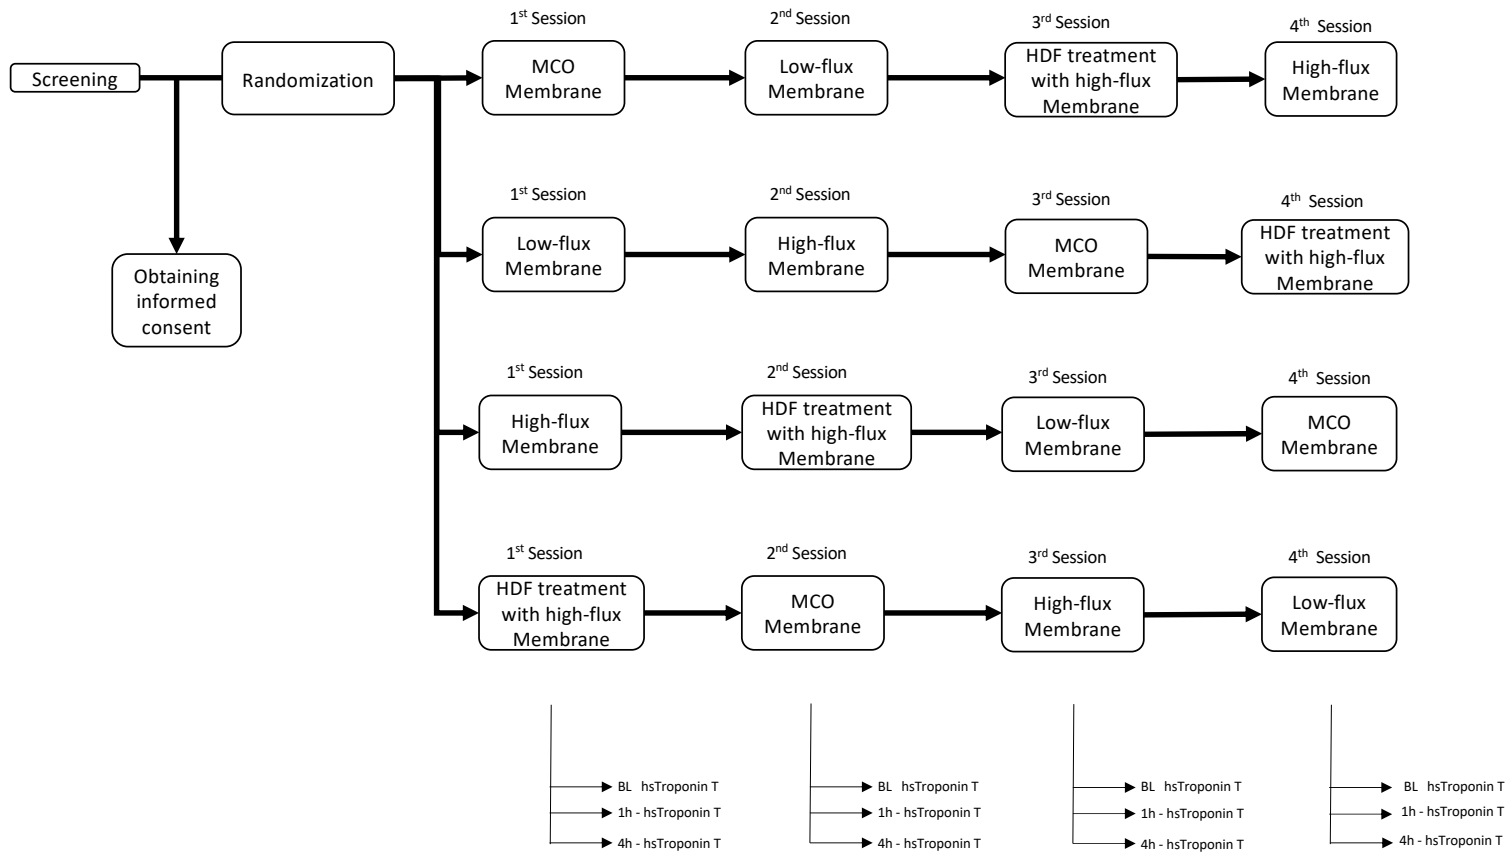 1st Session
2nd Session
3rd Session
4th Session
Screening
Randomization
MCO
Membrane
Low-flux
Membrane
HDF treatment
with high-flux
Membrane
High-flux
Membrane
Obtaining
informed
consent
1st Session
2nd Session
3rd Session
4th Session
Low-flux
Membrane
High-flux
Membrane
MCO
Membrane
HDF treatment
with high-flux
Membrane
1st Session
2nd Session
3rd Session
4th Session
High-flux
Membrane
HDF treatment
with high-flux
Membrane
Low-flux
Membrane
MCO
Membrane
1st Session
2nd Session
3rd Session
4th Session
HDF treatment
with high-flux
Membrane
MCO
Membrane
High-flux
Membrane
Low-flux
Membrane
BL hsTroponin T
1h - hsTroponin T
4h - hsTroponin T
BL hsTroponin T
1h - hsTroponin T
4h - hsTroponin T
BL hsTroponin T
1h - hsTroponin T
4h - hsTroponin T
BL hsTroponin T
1h - hsTroponin T
4h - hsTroponin T